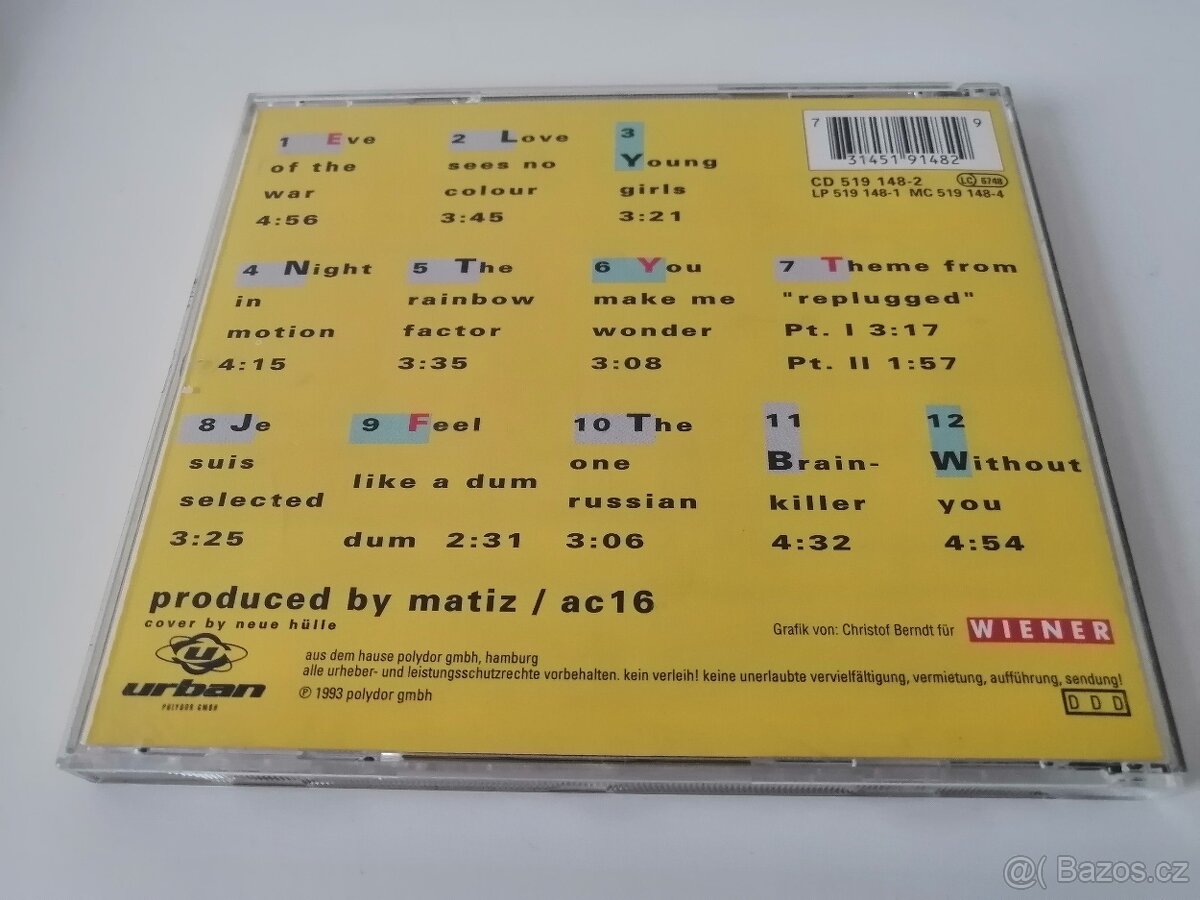 1 Eve
of the
war
4:56
2 Love
sees no
colour
3:45
3
Young
girls
3:21
7 31451 91482 9
CD 519 148-2 LC 6748
LP 519 148-1 MC 519 148-4
4 Night
in
motion
4:15
5 The
rainbow
factor
3:35
6 You
make me
wonder
3:08
7 Theme from
"replugged"
Pt. I 3:17
Pt. II 1:57
8 Je
suis
selected
3:25
9 Feel
like a dum
dum 2:31
10 The
one
russian
3:06
11
Brain-
killer
4:32
12
Without
you
4:54
produced by matiz / ac16
cover by neue hülle
Grafik von: Christof Berndt für WIENER
u
urban
POLYDOR GMBH
aus dem hause polydor gmbh, hamburg
alle urheber- und leistungsschutzrechte vorbehalten. kein verleih! keine unerlaubte vervielfältigung, vermietung, aufführung, sendung!
℗ 1993 polydor gmbh
DDD
@( Bazos.cz